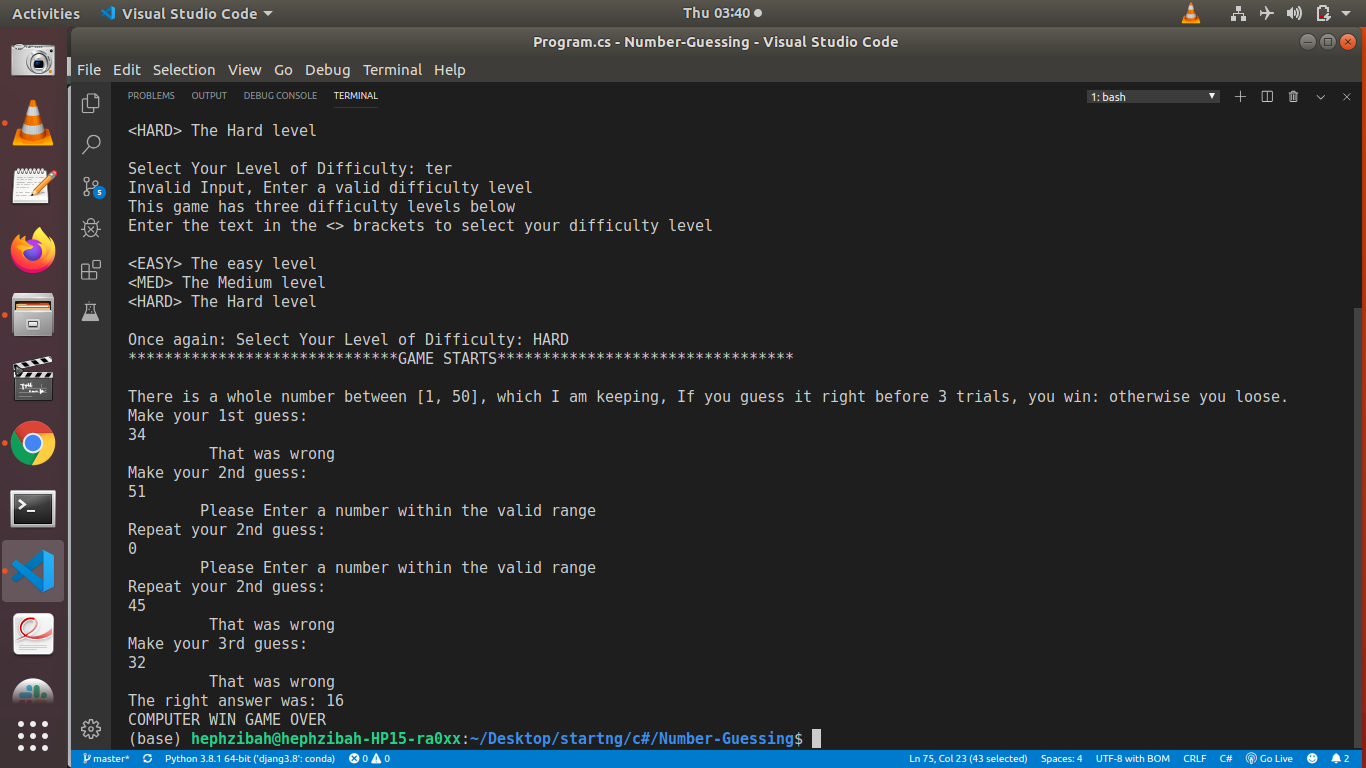 Activities
Visual Studio Code
Thu 03:40
Program.cs - Number-Guessing - Visual Studio Code
File Edit Selection View Go Debug Terminal Help
PROBLEMS OUTPUT DEBUG CONSOLE TERMINAL
1: bash
<HARD> The Hard level
Select Your Level of Difficulty: ter
Invalid Input, Enter a valid difficulty level
This game has three difficulty levels below
Enter the text in the <> brackets to select your difficulty level
<EASY> The easy level
<MED> The Medium level
<HARD> The Hard level
Once again: Select Your Level of Difficulty: HARD
******************************GAME STARTS*********************************
There is a whole number between [1, 50], which I am keeping, If you guess it right before 3 trials, you win: otherwise you loose.
Make your 1st guess:
34
That was wrong
Make your 2nd guess:
51
Please Enter a number within the valid range
Repeat your 2nd guess:
0
Please Enter a number within the valid range
Repeat your 2nd guess:
45
That was wrong
Make your 3rd guess:
32
That was wrong
The right answer was: 16
COMPUTER WIN GAME OVER
(base) hephzibah@hephzibah-HP15-ra0xx:~/Desktop/startng/c#/Number-Guessing$
5
master* Python 3.8.1 64-bit ('djang3.8': conda) 0 0 Ln 75, Col 23 (43 selected) Spaces: 4 UTF-8 with BOM CRLF C# Go Live 2